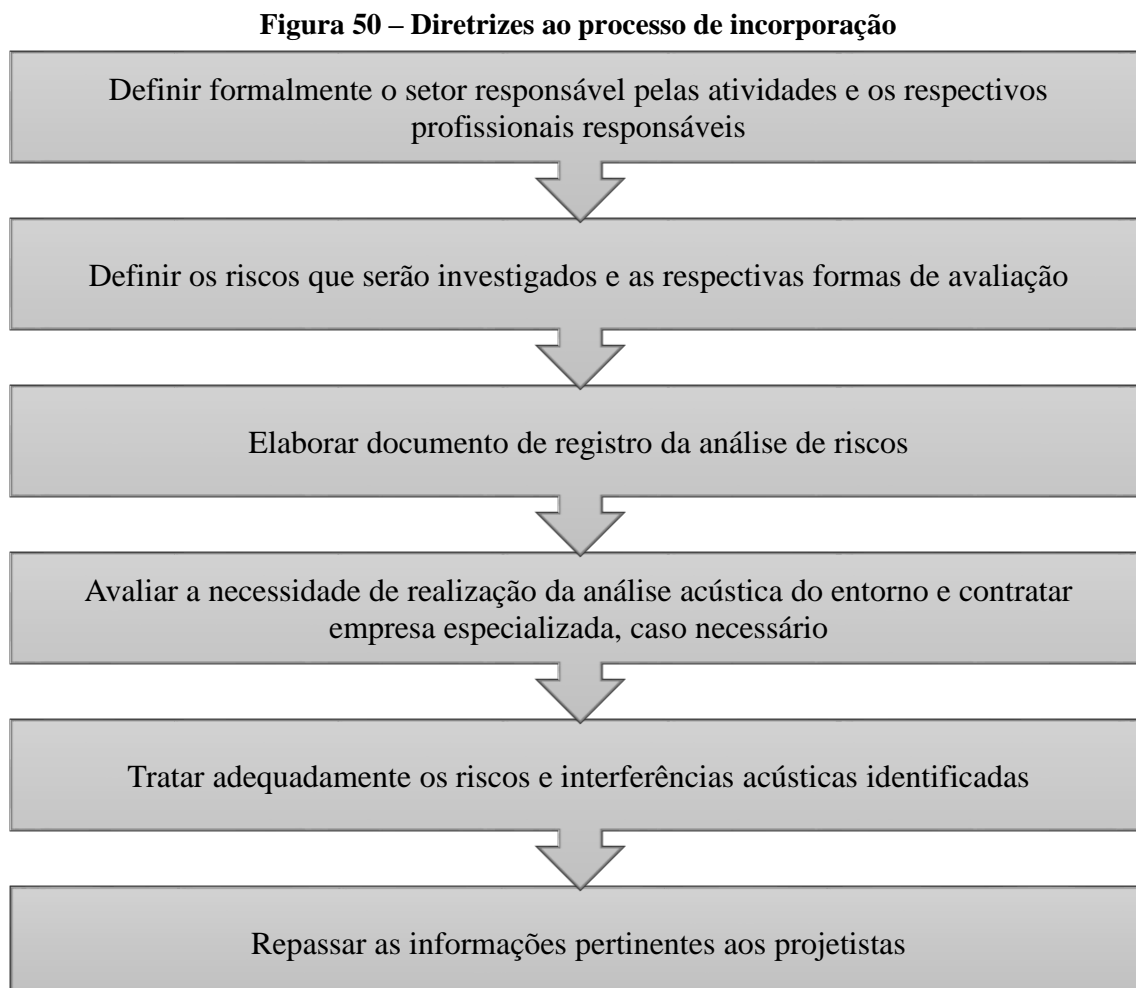 Figura 50 – Diretrizes ao processo de incorporação
Definir formalmente o setor responsável pelas atividades e os respectivos
profissionais responsáveis
Definir os riscos que serão investigados e as respectivas formas de avaliação
Elaborar documento de registro da análise de riscos
Avaliar a necessidade de realização da análise acústica do entorno e contratar
empresa especializada, caso necessário
Tratar adequadamente os riscos e interferências acústicas identificadas
Repassar as informações pertinentes aos projetistas